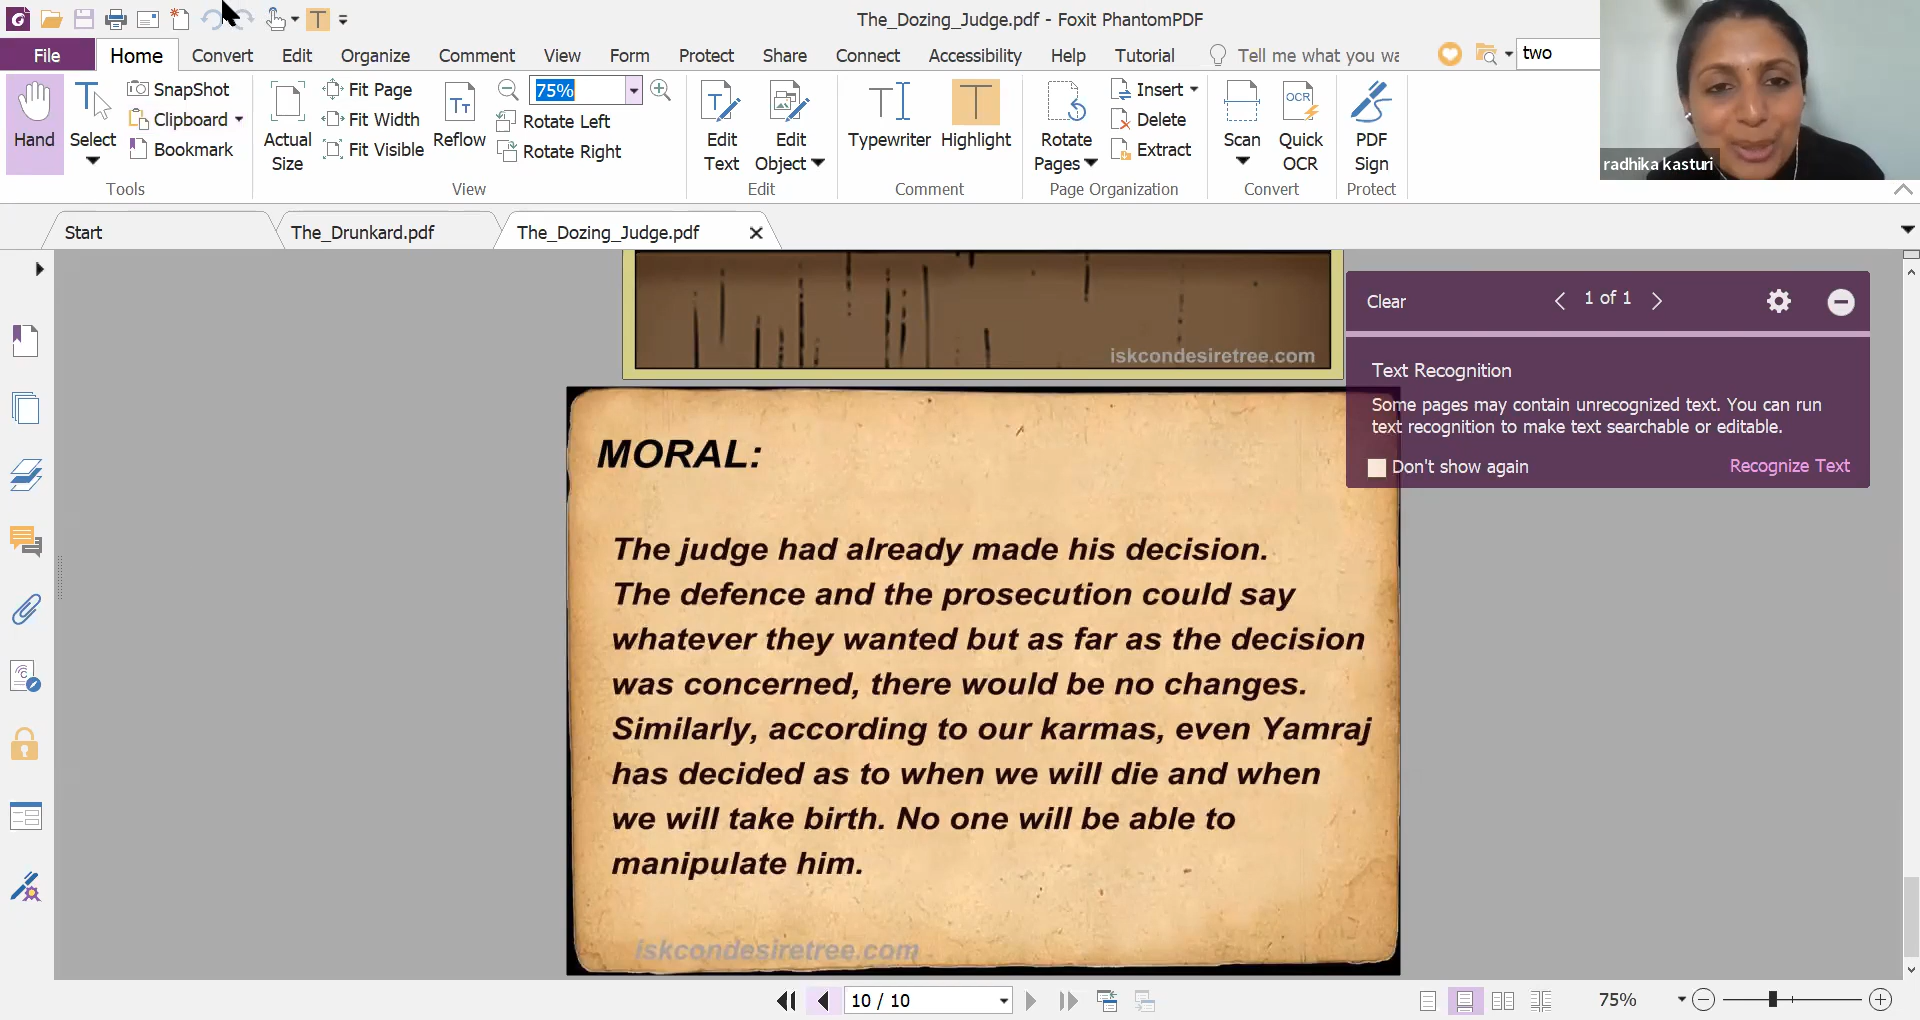 The_Dozing_Judge.pdf - Foxit PhantomPDF
File
Home
Convert
Edit
Organize
Comment
View
Form
Protect
Share
Connect
Accessibility
Help
Tutorial
Tell me what you wa
two
Hand
Select
SnapShot
Clipboard
Bookmark
Tools
Actual
Size
Fit Page
Fit Width
Fit Visible
Reflow
75%
Rotate Left
Rotate Right
View
Edit
Text
Edit
Object
Edit
Typewriter
Highlight
Comment
Rotate
Pages
Insert
Delete
Extract
Page Organization
Scan
OCR
Quick
OCR
Convert
PDF
Sign
Protect
radhika kasturi
Start
The_Drunkard.pdf
The_Dozing_Judge.pdf
iskcondesiretree.com
Clear
1 of 1
Text Recognition
Some pages may contain unrecognized text. You can run
text recognition to make text searchable or editable.
Don't show again
Recognize Text
MORAL:
The judge had already made his decision.
The defence and the prosecution could say
whatever they wanted but as far as the decision
was concerned, there would be no changes.
Similarly, according to our karmas, even Yamraj
has decided as to when we will die and when
we will take birth. No one will be able to
manipulate him.
iskcondesiretree.com
10 / 10
75%